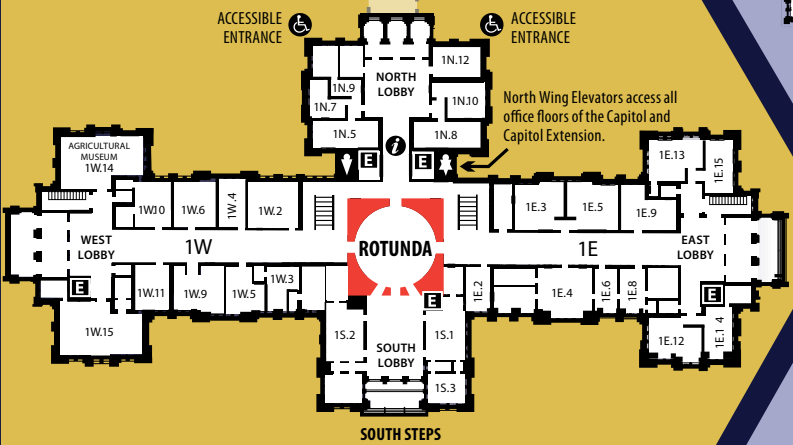 ACCESSIBLE
ENTRANCE
ACCESSIBLE
ENTRANCE
NORTH
LOBBY
1N.12
1N.9
1N.7
1N.10
1N.5
1N.8
North Wing Elevators access all
office floors of the Capitol and
Capitol Extension.
i
E
E
AGRICULTURAL
MUSEUM
1W.14
1W.10
1W.6
1W.4
1W.2
1E.3
1E.5
1E.9
1E.13
1E.15
WEST
LOBBY
1W
ROTUNDA
1E
EAST
LOBBY
E
1W.11
1W.9
1W.5
1W.3
E
1E.2
1E.4
1E.6
1E.8
E
1W.15
1S.2
SOUTH
LOBBY
1S.1
1S.3
1E.12
1E.1 4
SOUTH STEPS